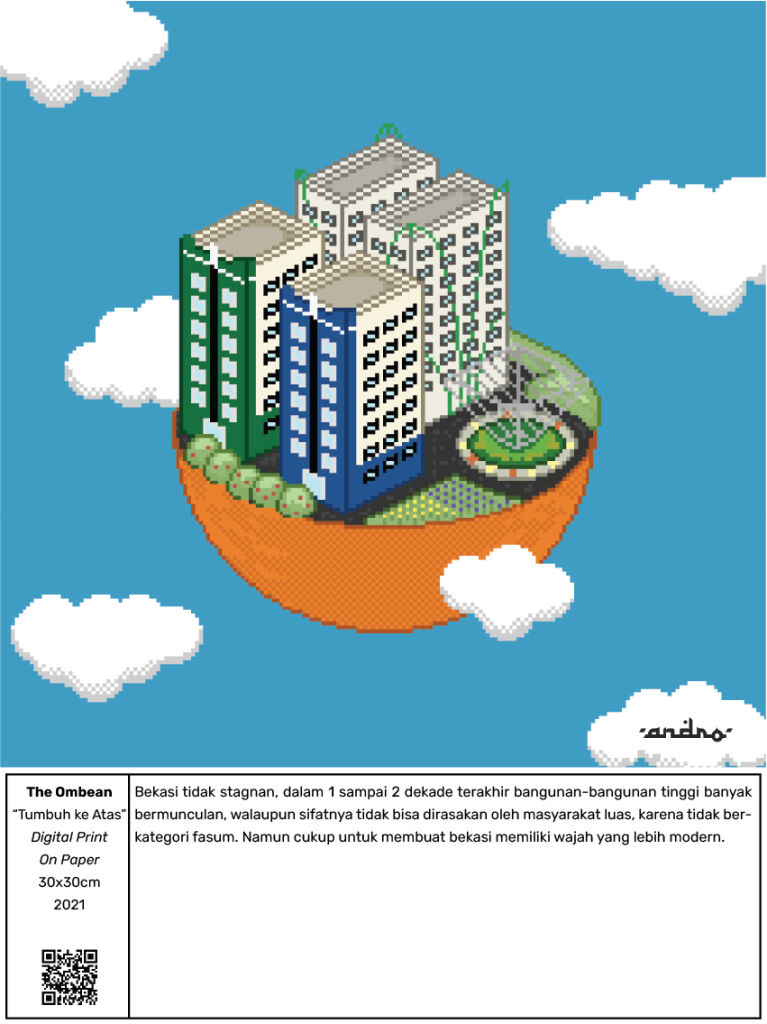 -andro-
The Ombean
“Tumbuh ke Atas”
Digital Print
On Paper
30x30cm
2021
Bekasi tidak stagnan, dalam 1 sampai 2 dekade terakhir bangunan-bangunan tinggi banyak
bermunculan, walaupun sifatnya tidak bisa dirasakan oleh masyarakat luas, karena tidak ber-
kategori fasum. Namun cukup untuk membuat bekasi memiliki wajah yang lebih modern.